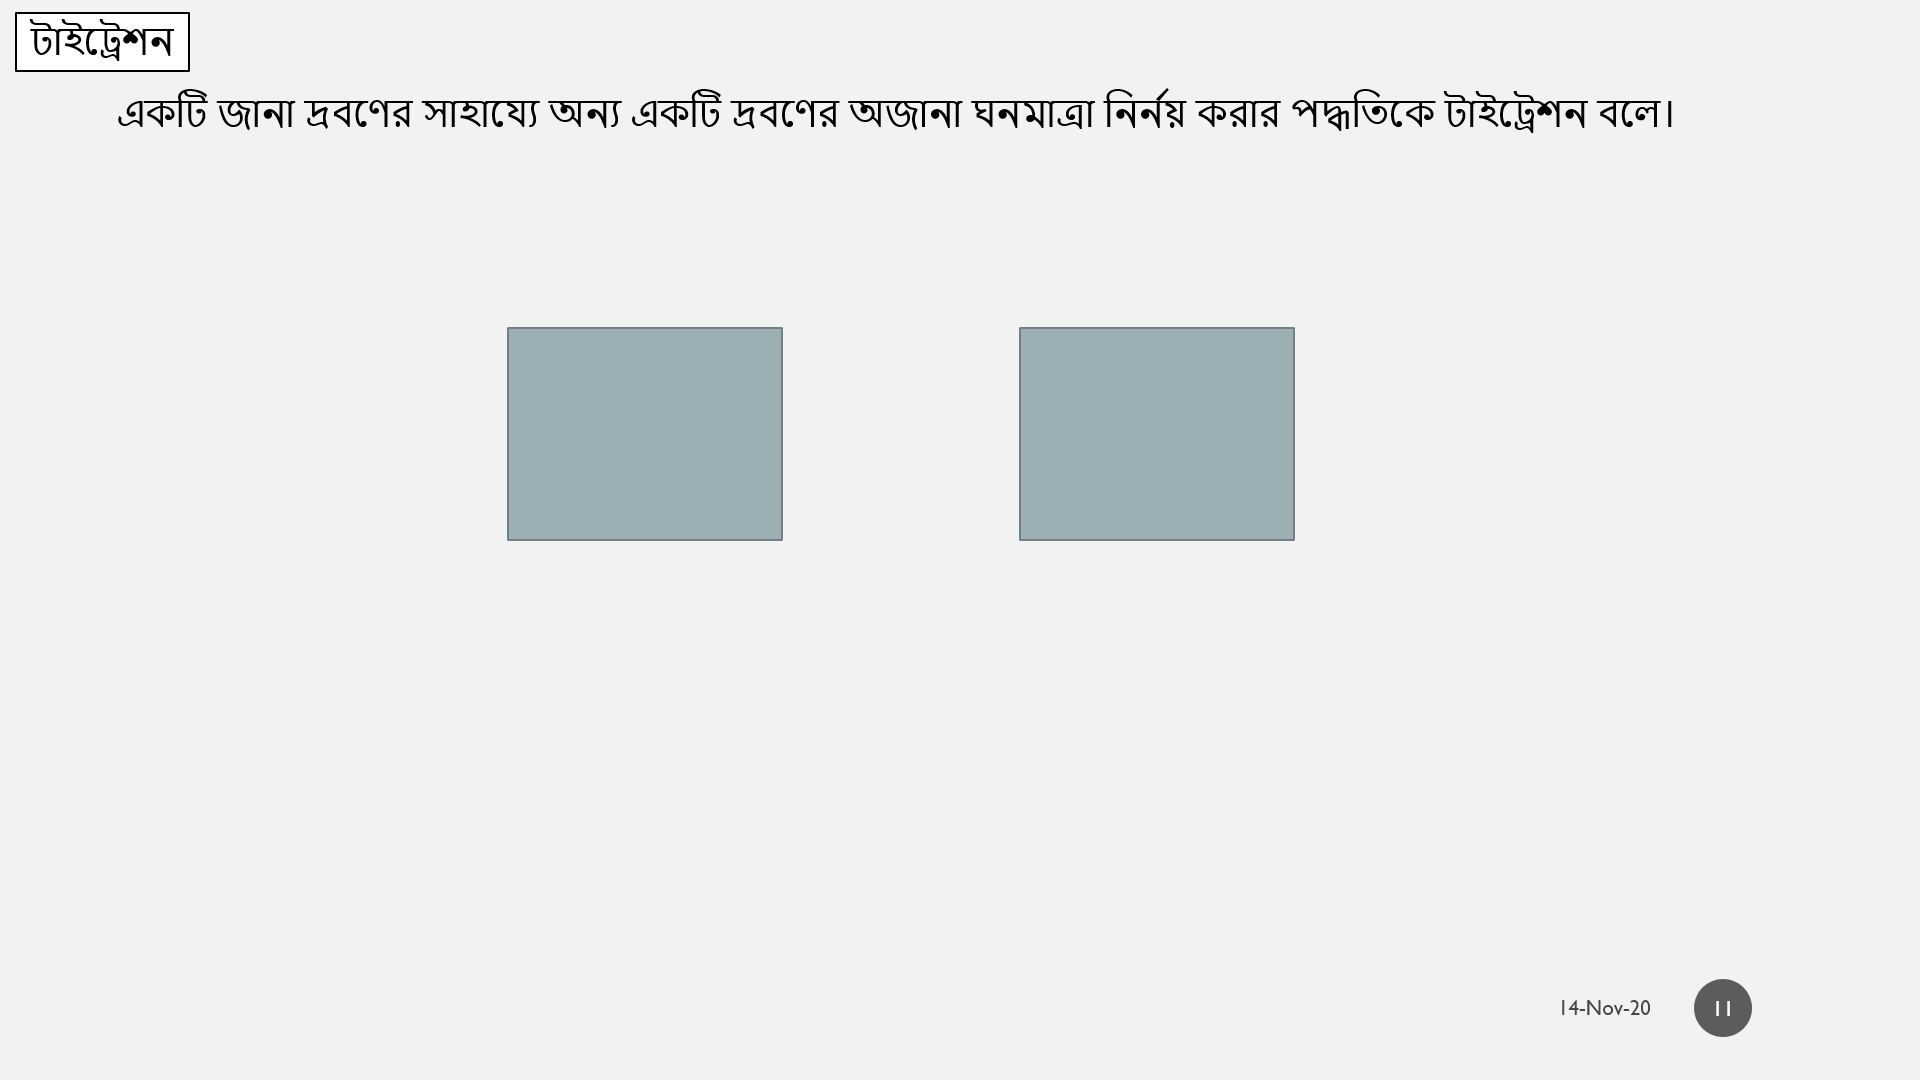 টাইট্রেশন
একটি জানা দ্রবণের সাহায্যে অন্য একটি দ্রবণের অজানা ঘনমাত্রা নির্নয় করার পদ্ধতিকে টাইট্রেশন বলে।
14-Nov-20
11